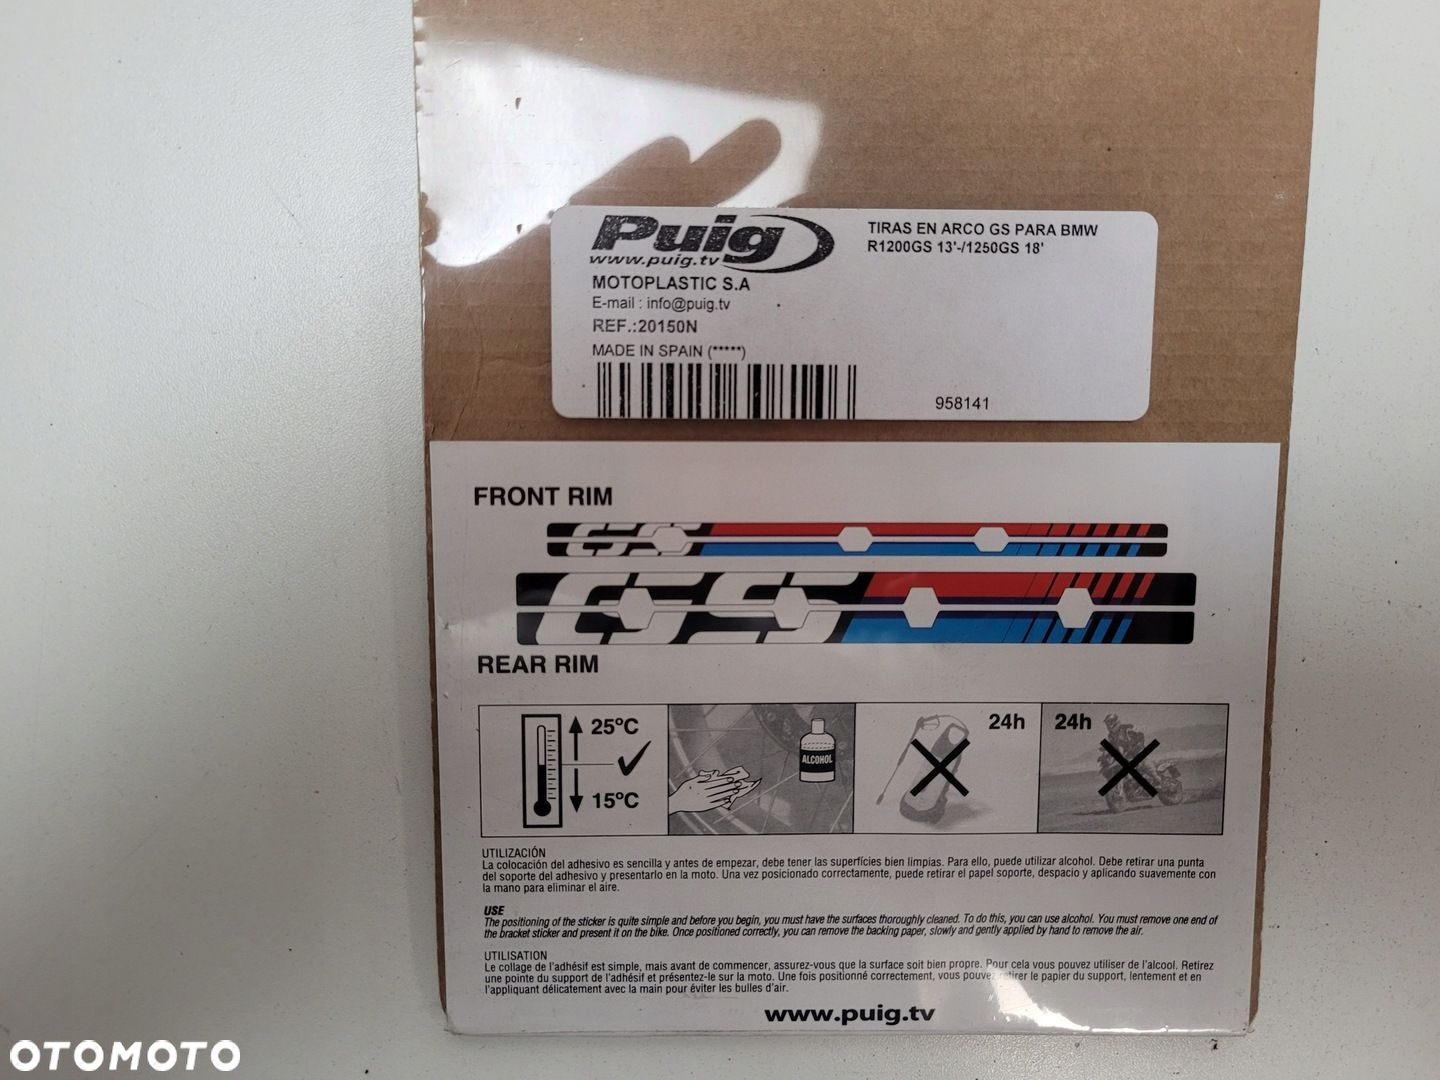 Puig
www.puig.tv
TIRAS EN ARCO GS PARA BMW
R1200GS 13'-/1250GS 18'
MOTOPLASTIC S.A
E-mail : info@puig.tv
REF.:20150N
MADE IN SPAIN (*****)
958141
FRONT RIM
GS
GS
REAR RIM
25ºC
15ºC
ALCOHOL
24h
24h
UTILIZACIÓN
La colocación del adhesivo es sencilla y antes de empezar, debe tener las superfícies bien limpias. Para ello, puede utilizar alcohol. Debe retirar una punta
del soporte del adhesivo y presentarlo en la moto. Una vez posicionado correctamente, puede retirar el papel soporte, despacio y aplicando suavemente con
la mano para eliminar el aire.
USE
The positioning of the sticker is quite simple and before you begin, you must have the surfaces thoroughly cleaned. To do this, you can use alcohol. You must remove one end of
the bracket sticker and present it on the bike. Once positioned correctly, you can remove the backing paper, slowly and gently applied by hand to remove the air.
UTILISATION
Le collage de l'adhésif est simple, mais avant de commencer, assurez-vous que la surface soit bien propre. Pour cela vous pouvez utiliser de l'alcool. Retirez
une pointe du support de l'adhésif et présentez-le sur la moto. Une fois positionné correctement, vous pouvez retirer le papier du support, lentement et en
l'appliquant délicatement avec la main pour éviter les bulles d'air.
www.puig.tv
OTOMOTO